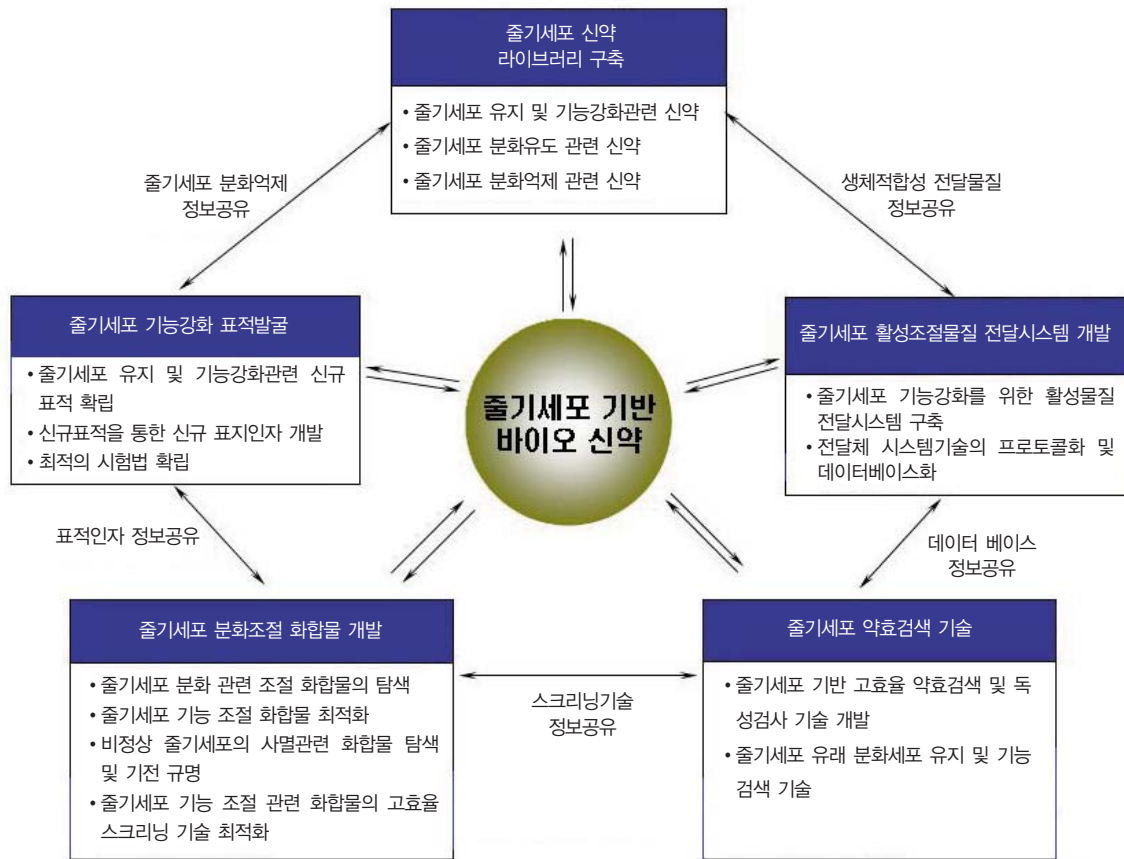 줄기세포 신약
라이브러리 구축
• 줄기세포 유지 및 기능강화관련 신약
• 줄기세포 분화유도 관련 신약
• 줄기세포 분화억제 관련 신약
줄기세포 분화억제
정보공유
생체적합성 전달물질
정보공유
줄기세포 기능강화 표적발굴
• 줄기세포 유지 및 기능강화관련 신규
표적 확립
• 신규표적을 통한 신규 표지인자 개발
• 최적의 시험법 확립
줄기세포 기반
바이오 신약
줄기세포 활성조절물질 전달시스템 개발
• 줄기세포 기능강화를 위한 활성물질
전달시스템 구축
• 전달체 시스템기술의 프로토콜화 및
데이터베이스화
표적인자 정보공유
데이터 베이스
정보공유
줄기세포 분화조절 화합물 개발
• 줄기세포 분화 관련 조절 화합물의 탐색
• 줄기세포 기능 조절 화합물 최적화
• 비정상 줄기세포의 사멸관련 화합물 탐색
및 기전 규명
• 줄기세포 기능 조절 관련 화합물의 고효율
스크리닝 기술 최적화
스크리닝기술
정보공유
줄기세포 약효검색 기술
• 줄기세포 기반 고효율 약효검색 및 독
성검사 기술 개발
• 줄기세포 유래 분화세포 유지 및 기능
검색 기술